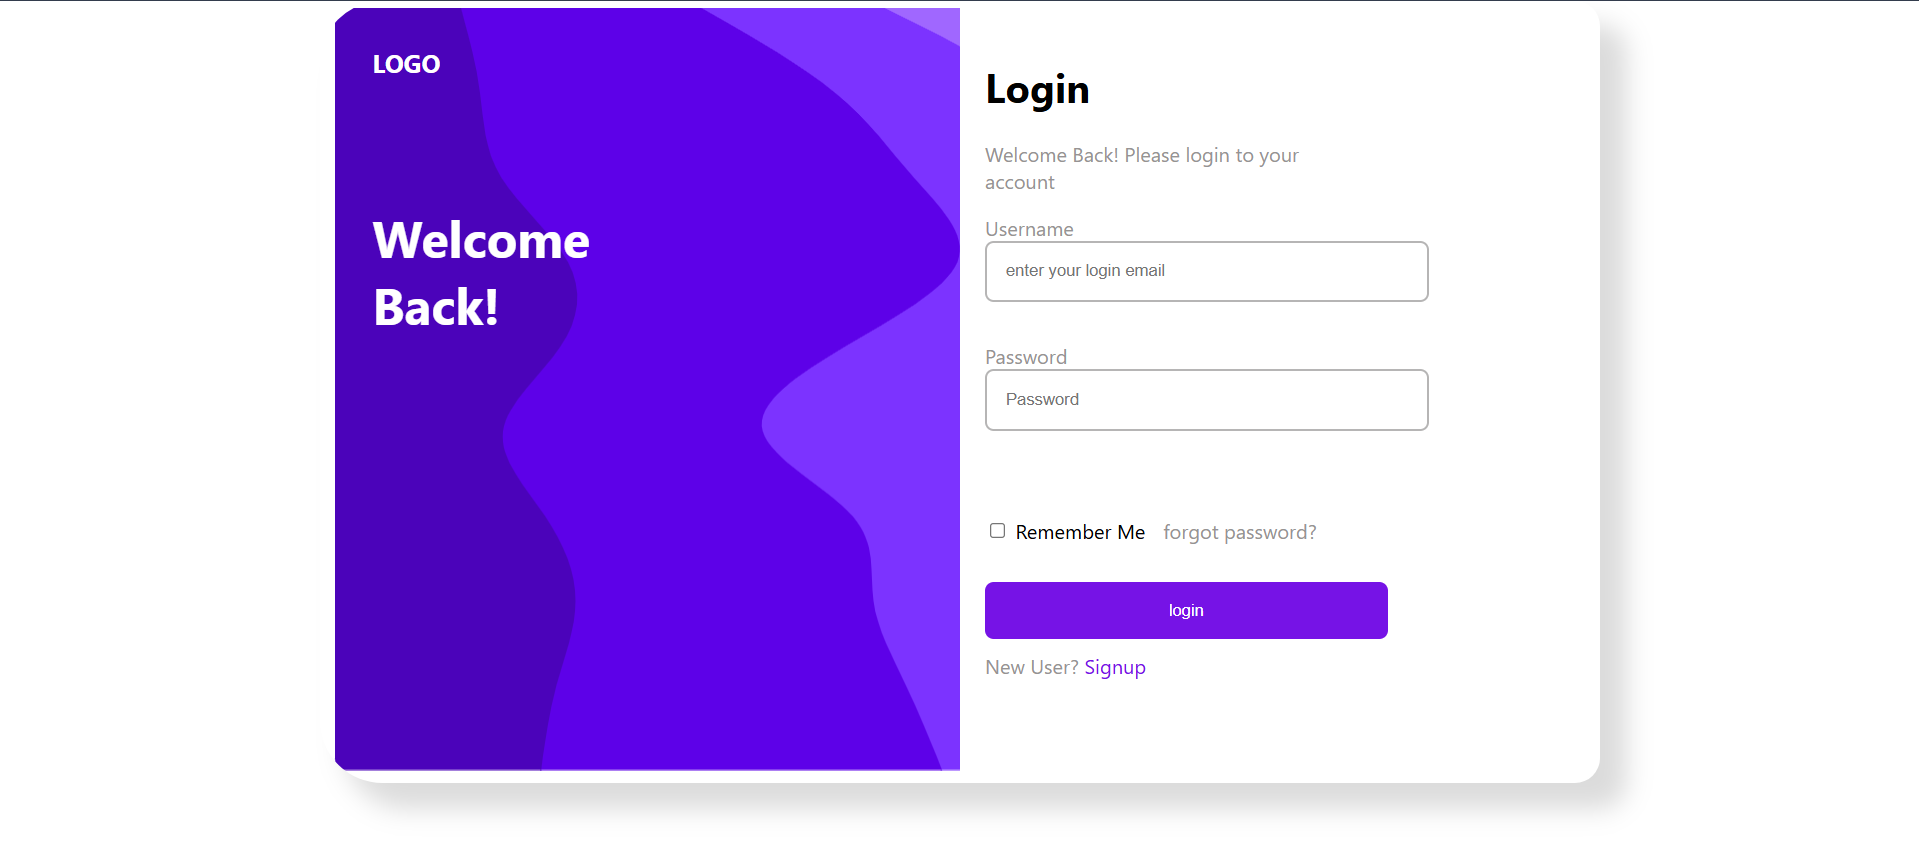 LOGO
Welcome
Back!
Login
Welcome Back! Please login to your
account
Username
enter your login email
Password
Password
Remember Me forgot password?
login
New User? Signup